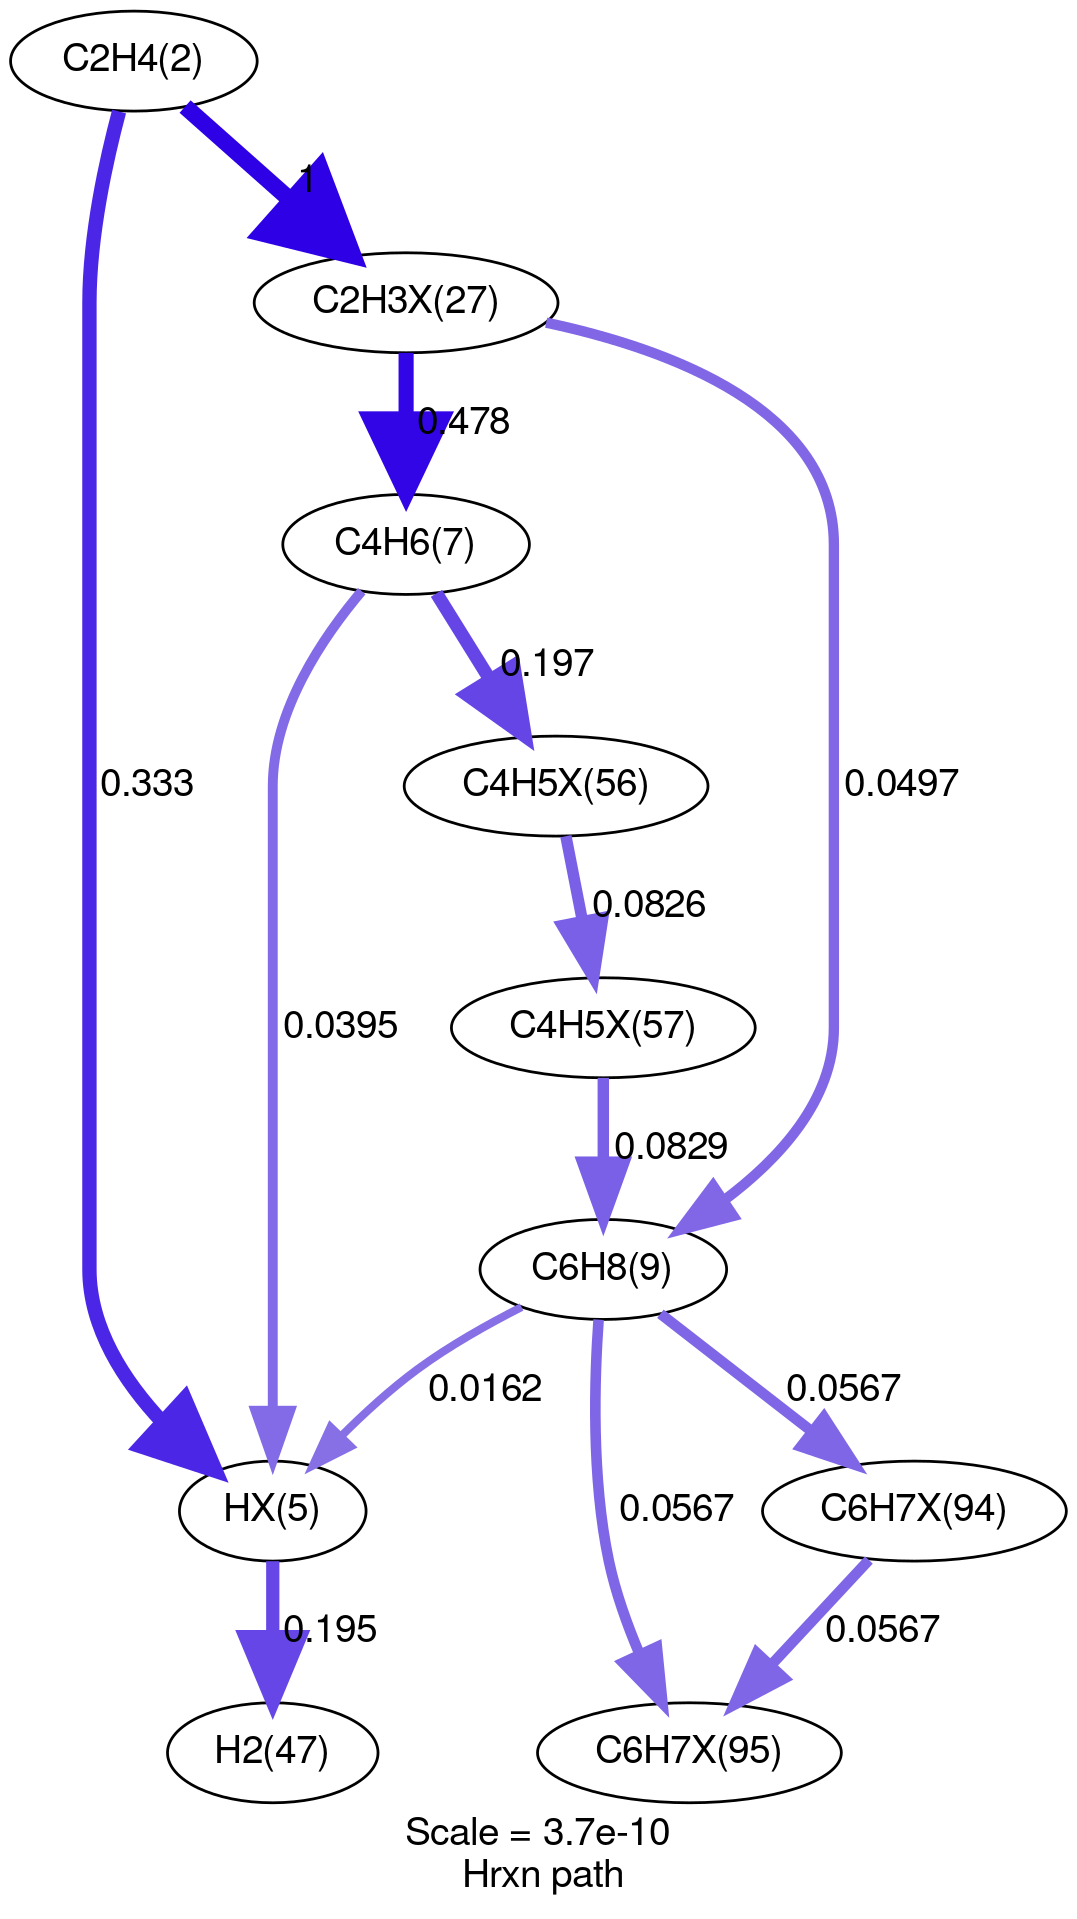 C2H4(2)
1
C2H3X(27)
0.478
C4H6(7)
0.197
C4H5X(56)
0.333
0.0497
0.0826
C4H5X(57)
0.0395
0.0829
C6H8(9)
0.0162
0.0567
0.0567
HX(5)
C6H7X(94)
0.195
0.0567
H2(47)
C6H7X(95)
Scale = 3.7e-10
Hrxn path